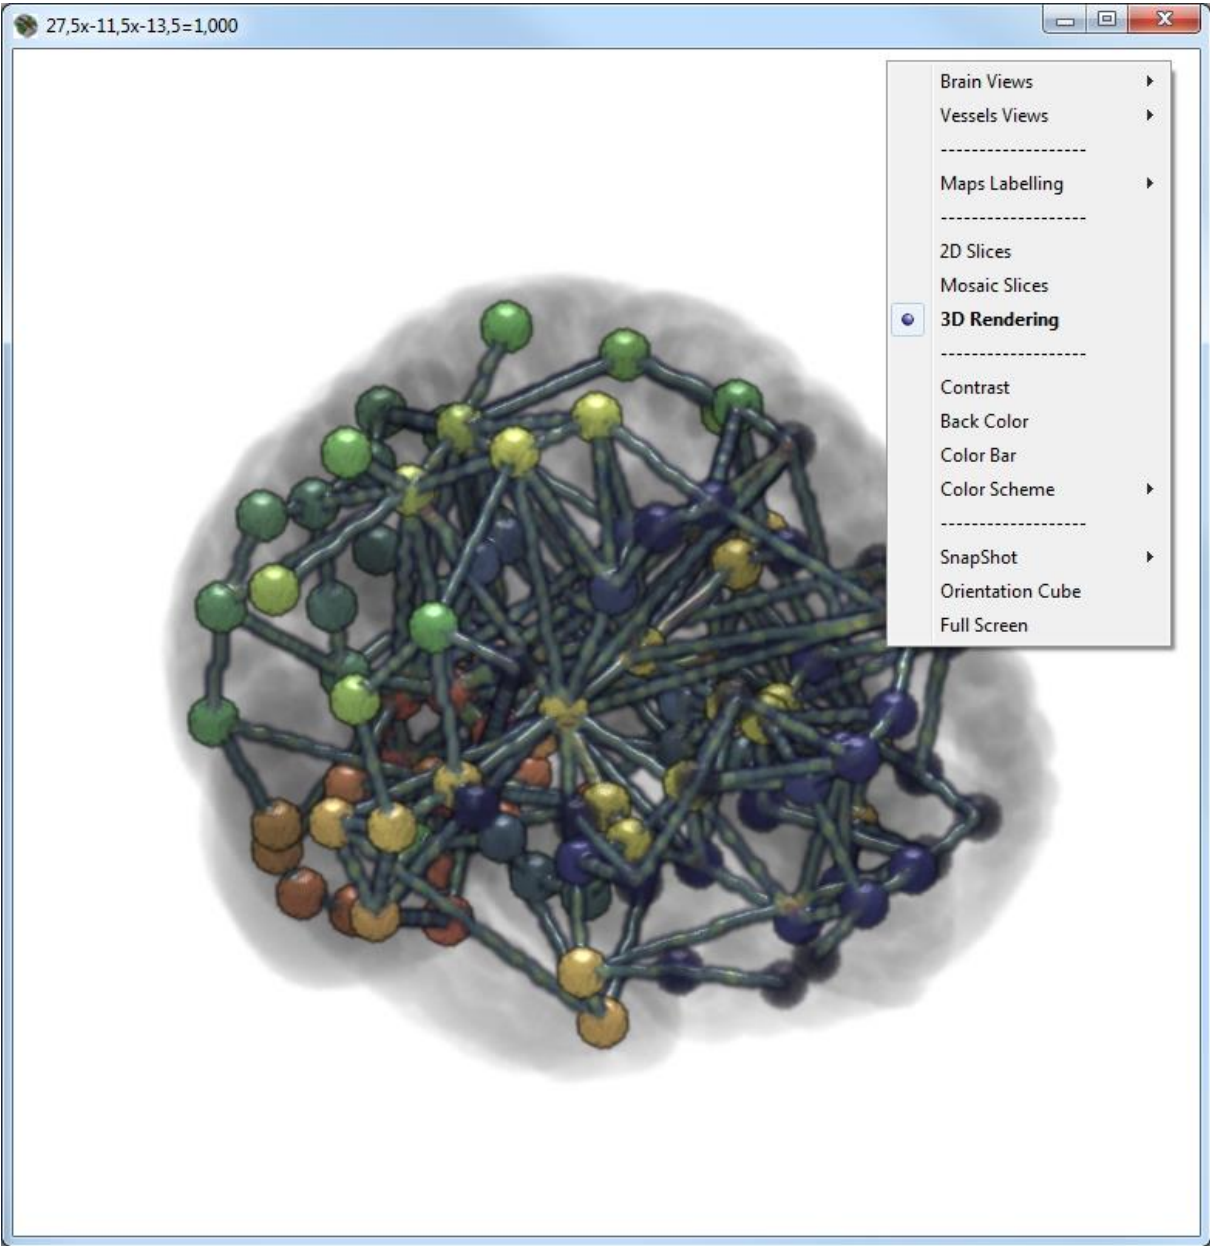 27,5x-11,5x-13,5=1,000
Brain Views
Vessels Views
-------------------
Maps Labelling
-------------------
2D Slices
Mosaic Slices
3D Rendering
-------------------
Contrast
Back Color
Color Bar
Color Scheme
-------------------
SnapShot
Orientation Cube
Full Screen